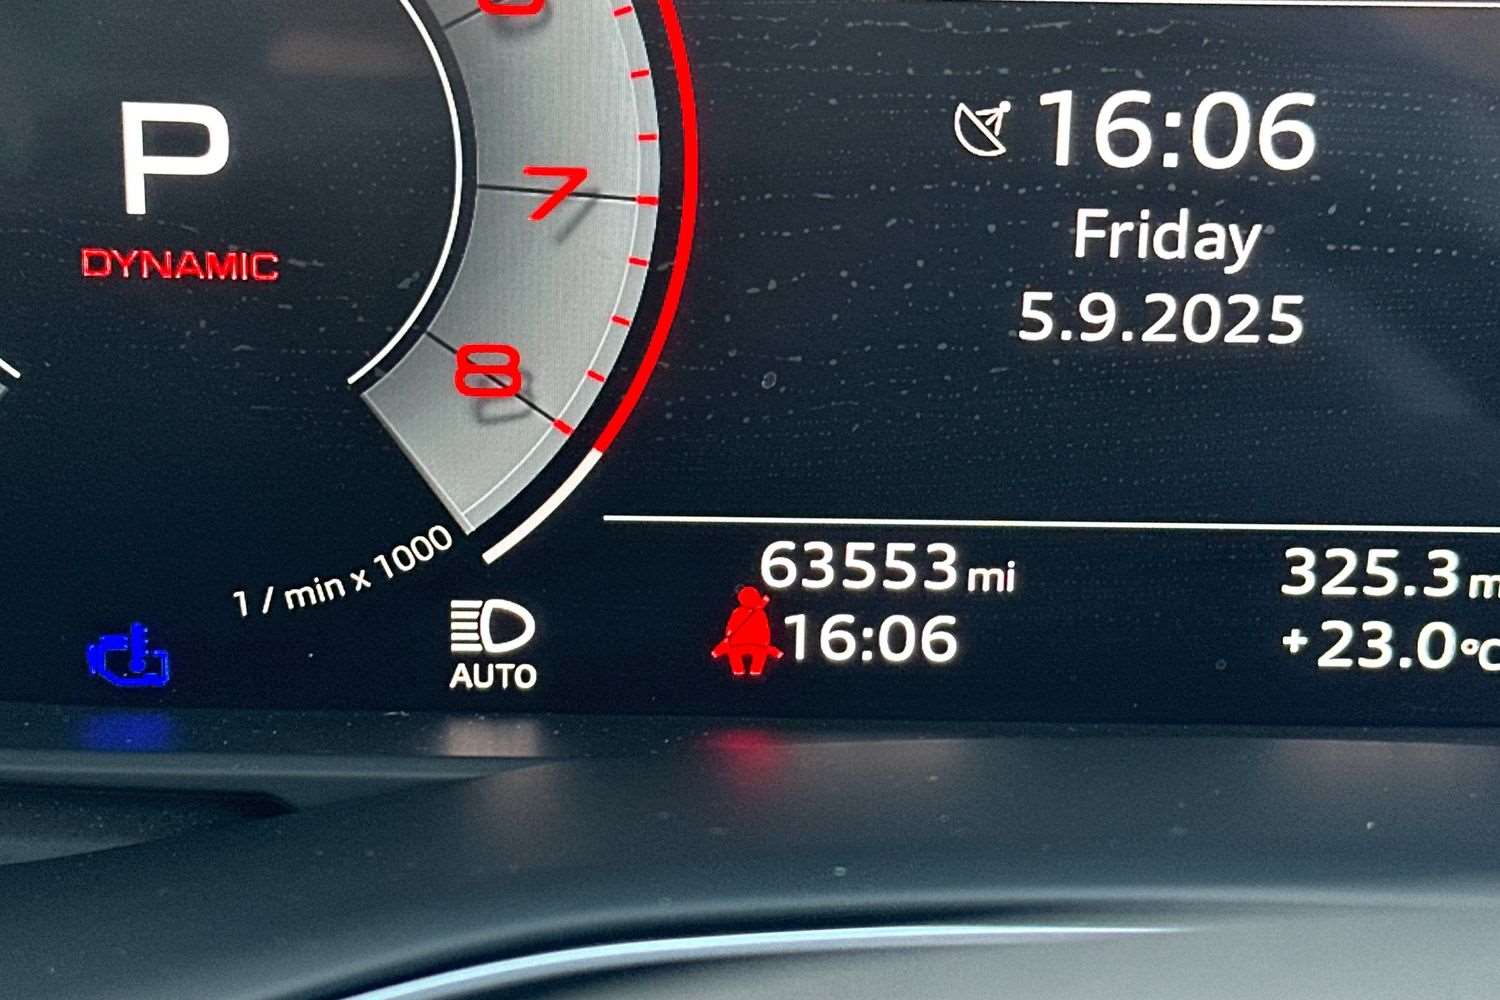 P
DYNAMIC
7
8
1 / min x 1000
AUTO
16:06
Friday
5.9.2025
63553 mi
16:06
325.3
+23.0°C